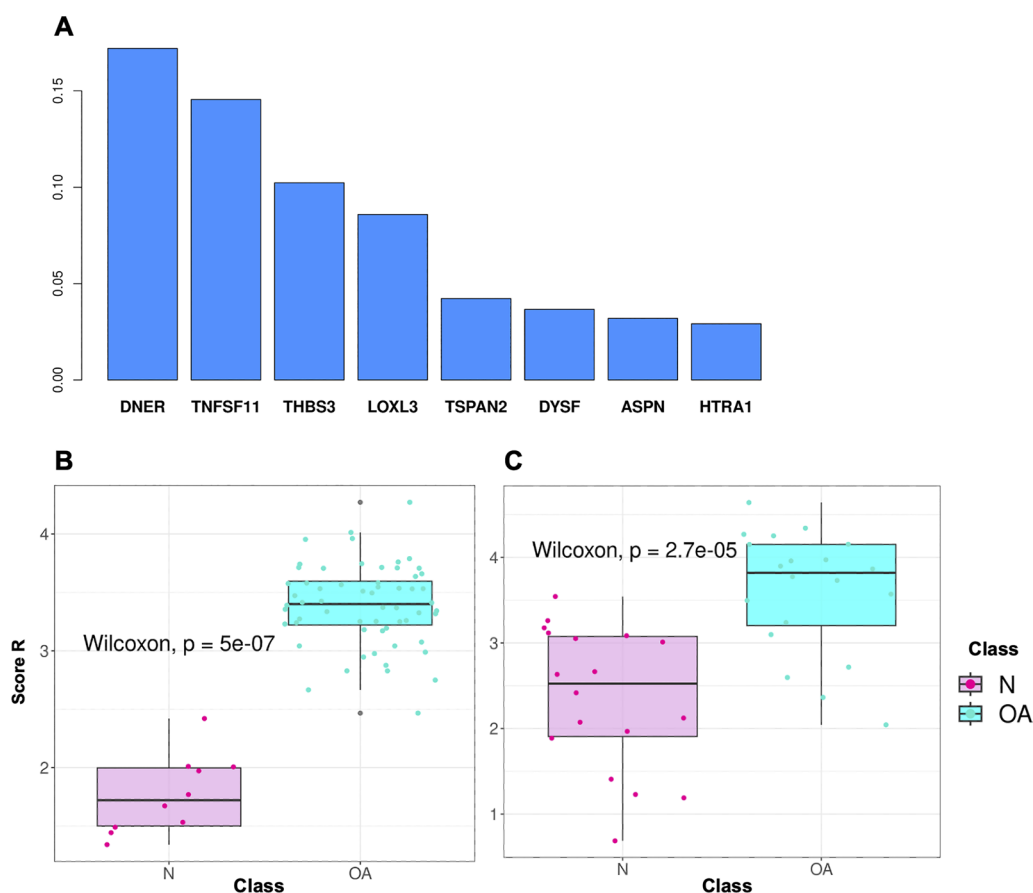 A
0.15
0.10
0.05
0.00
DNER TNFSF11 THBS3 LOXL3 TSPAN2 DYSF ASPN HTRA1
B
4
3
2
Score R
Wilcoxon, p = 5e-07
N OA
Class
C
4
3
2
1
Wilcoxon, p = 2.7e-05
N OA
Class
Class
N
OA